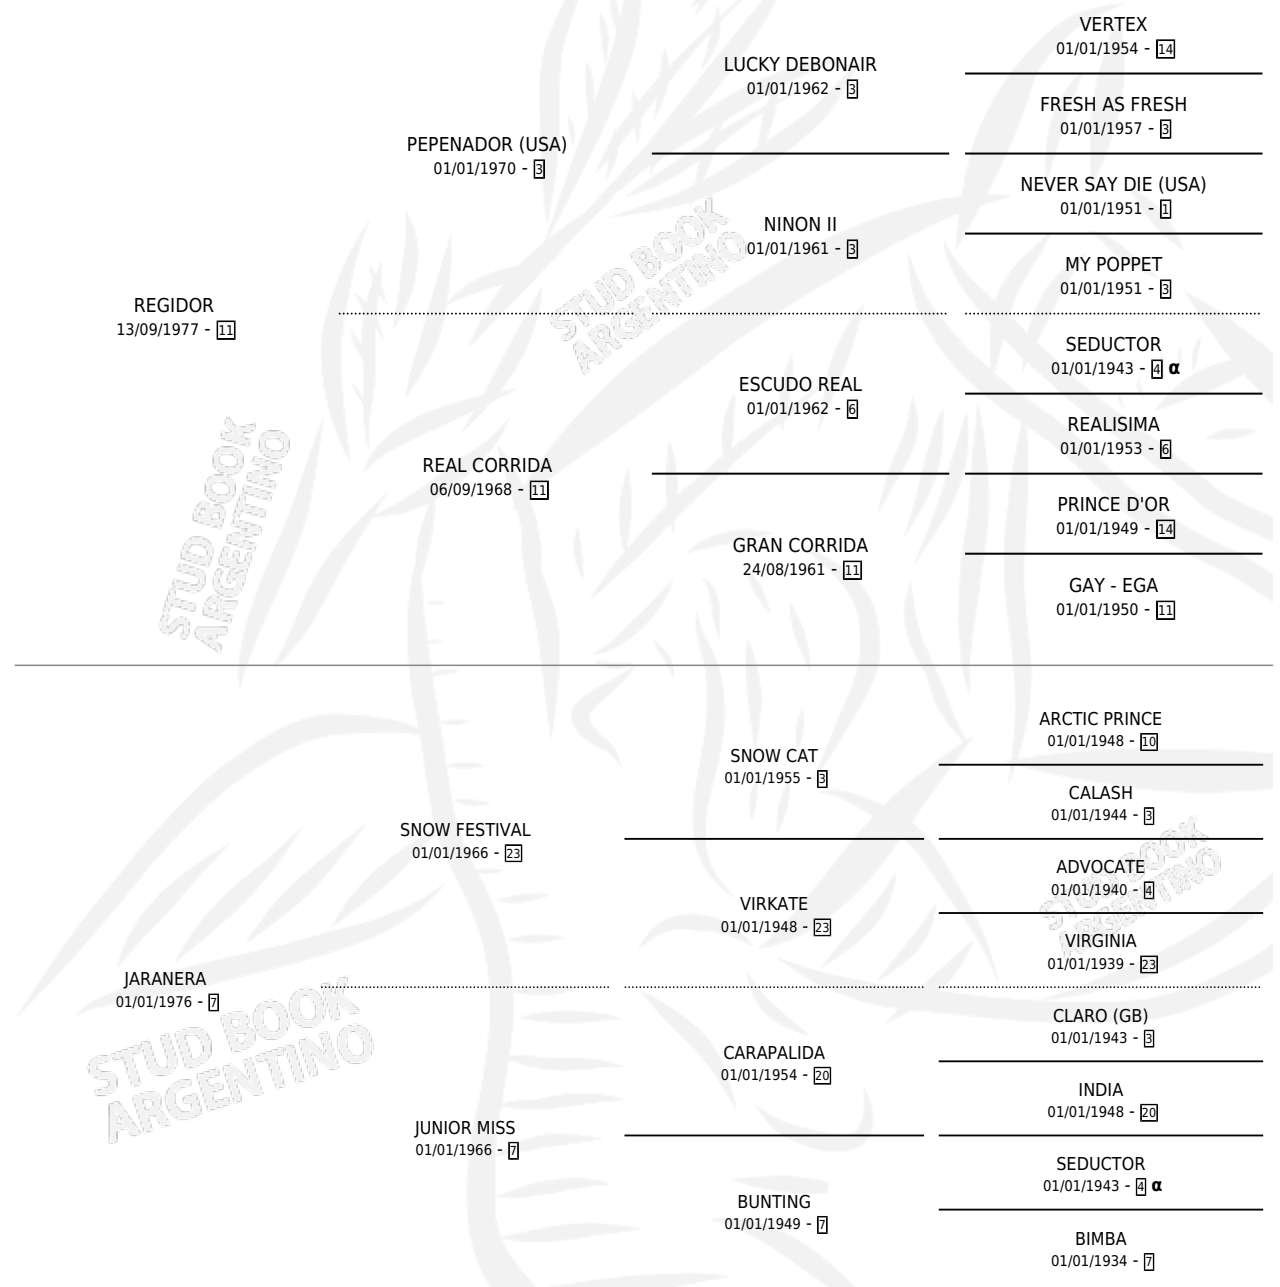 VERTEX
01/01/1954 - 14
LUCKY DEBONAIR
01/01/1962 - 3
FRESH AS FRESH
01/01/1957 - 3
PEPENADOR (USA)
01/01/1970 - 3
NEVER SAY DIE (USA)
01/01/1951 - 1
NINON II
01/01/1961 - 3
MY POPPET
01/01/1951 - 3
REGIDOR
13/09/1977 - 11
SEDUCTOR
01/01/1943 - 4 α
ESCUDO REAL
01/01/1962 - 6
REALISIMA
01/01/1953 - 6
REAL CORRIDA
06/09/1968 - 11
PRINCE D'OR
01/01/1949 - 14
GRAN CORRIDA
24/08/1961 - 11
GAY - EGA
01/01/1950 - 11
ARCTIC PRINCE
01/01/1948 - 10
SNOW CAT
01/01/1955 - 3
CALASH
01/01/1944 - 3
SNOW FESTIVAL
01/01/1966 - 23
ADVOCATE
01/01/1940 - 4
VIRKATE
01/01/1948 - 23
VIRGINIA
01/01/1939 - 23
JARANERA
01/01/1976 - 7
CLARO (GB)
01/01/1943 - 3
CARAPALIDA
01/01/1954 - 20
INDIA
01/01/1948 - 20
JUNIOR MISS
01/01/1966 - 7
SEDUCTOR
01/01/1943 - 4 α
BUNTING
01/01/1949 - 7
BIMBA
01/01/1934 - 7
STUD BOOK
ARGENTINO
STUD BOOK
ARGENTINO
STUD BOOK
ARGENTINO
STUD BOOK
ARGENTINO